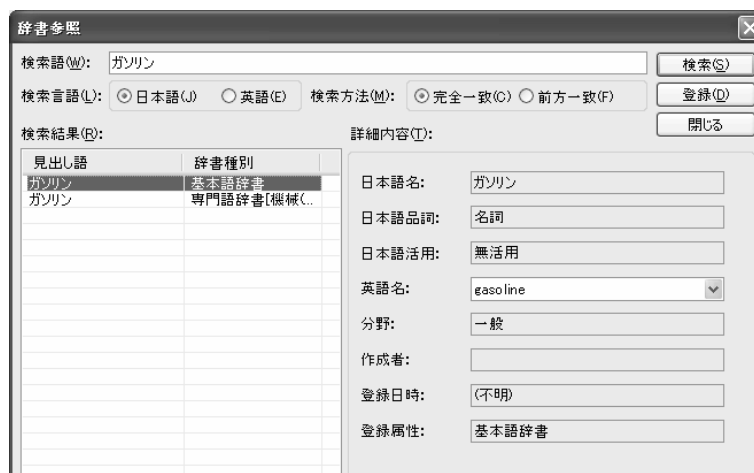 辞書参照
検索語(W): ガソリン 検索(S)
検索言語(L): 日本語(J) 英語(E) 検索方法(M): 完全一致(C) 前方一致(F) 登録(D)
閉じる
検索結果(R): 詳細内容(T):
見出し語 辞書種別
ガソリン 基本語辞書
ガソリン 専門語辞書[機械(...
日本語名: ガソリン
日本語品詞: 名詞
日本語活用: 無活用
英語名: gasoline
分野: 一般
作成者:
登録日時: (不明)
登録属性: 基本語辞書